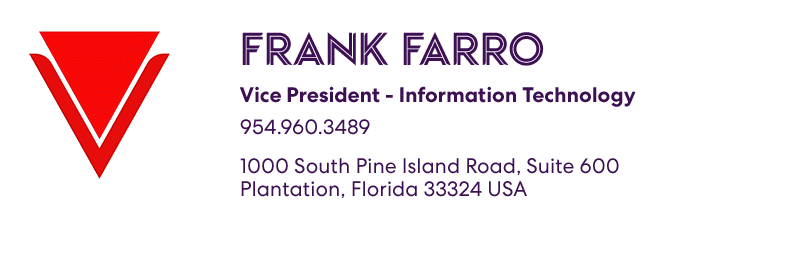 FRANK FARRO
Vice President - Information Technology
954.960.3489
1000 South Pine Island Road, Suite 600
Plantation, Florida 33324 USA